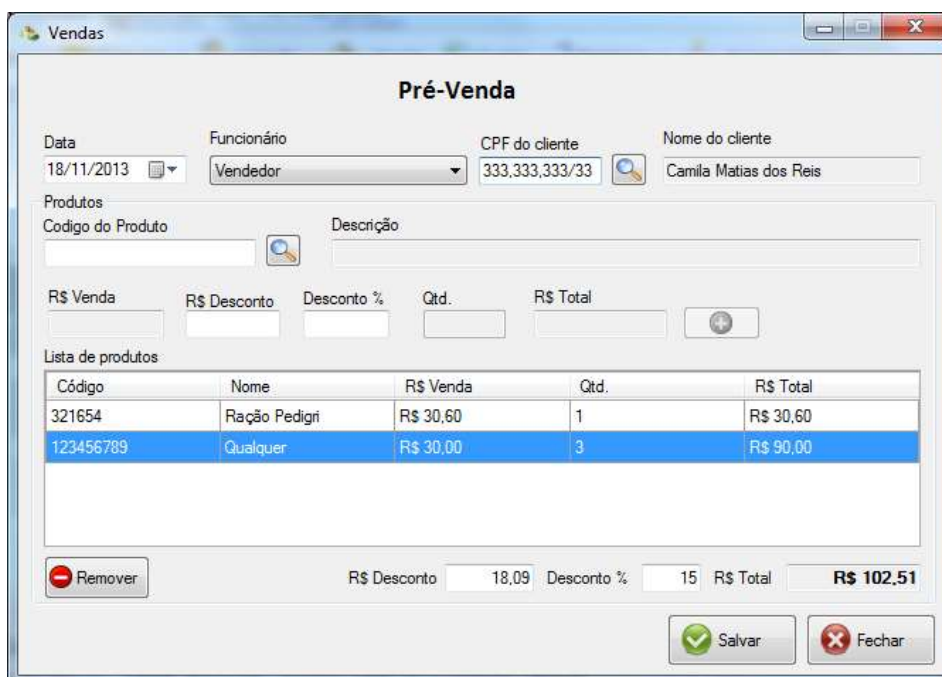 Vendas
Pré-Venda
Data Funcionário CPF do cliente Nome do cliente
18/11/2013 Vendedor 333,333,333/33 Camila Matias dos Reis
Produtos
Codigo do Produto Descrição
R$ Venda R$ Desconto Desconto % Qtd. R$ Total
Lista de produtos
Código Nome R$ Venda Qtd. R$ Total
321654 Ração Pedigri R$ 30,60 1 R$ 30,60
123456789 Qualquer R$ 30,00 3 R$ 90,00
Remover R$ Desconto 18,09 Desconto % 15 R$ Total R$ 102,51
Salvar Fechar